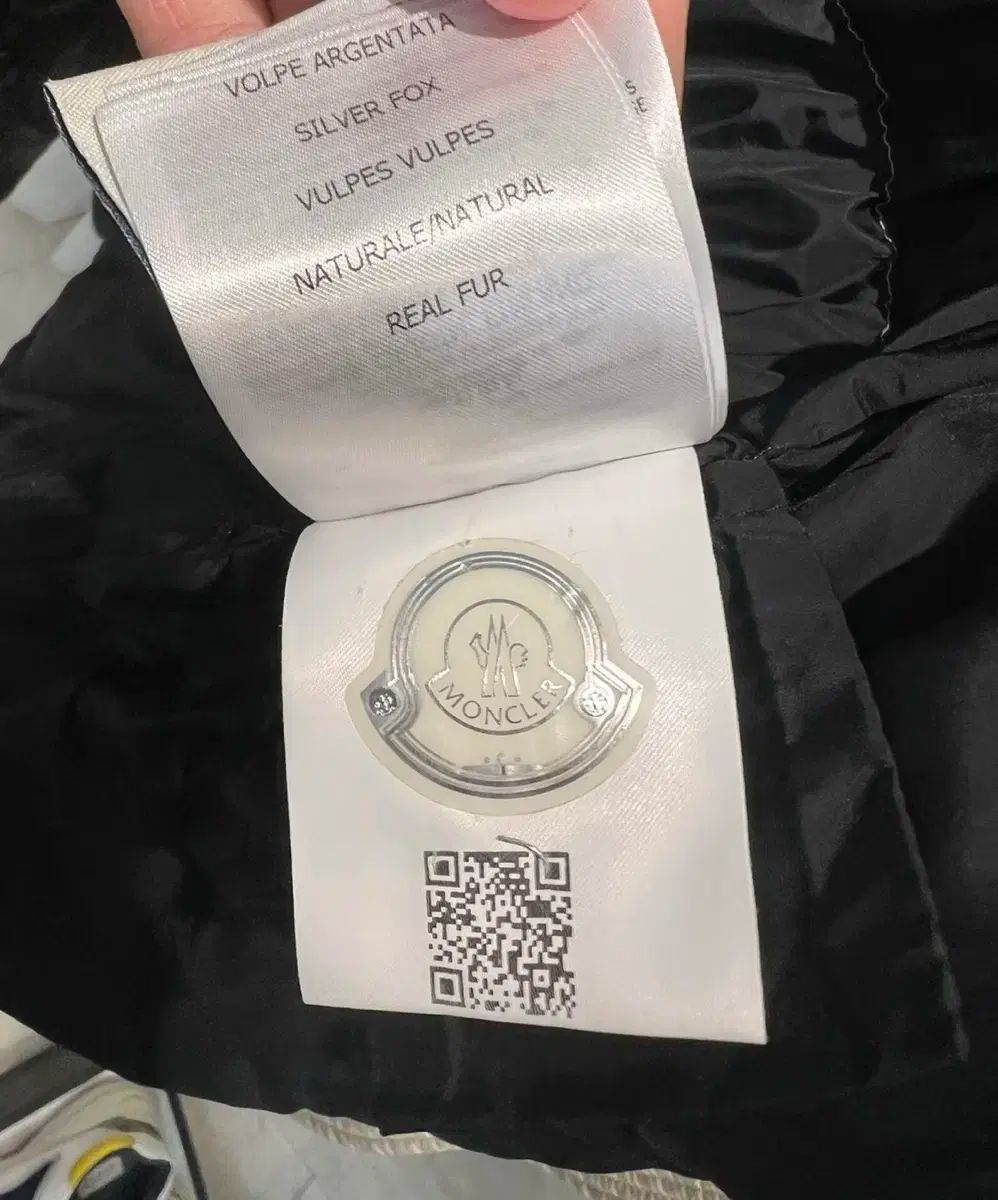 VOLPE ARGENTATA
SILVER FOX
VULPES VULPES
NATURALE/NATURAL
REAL FUR
S
:E
MONCLER